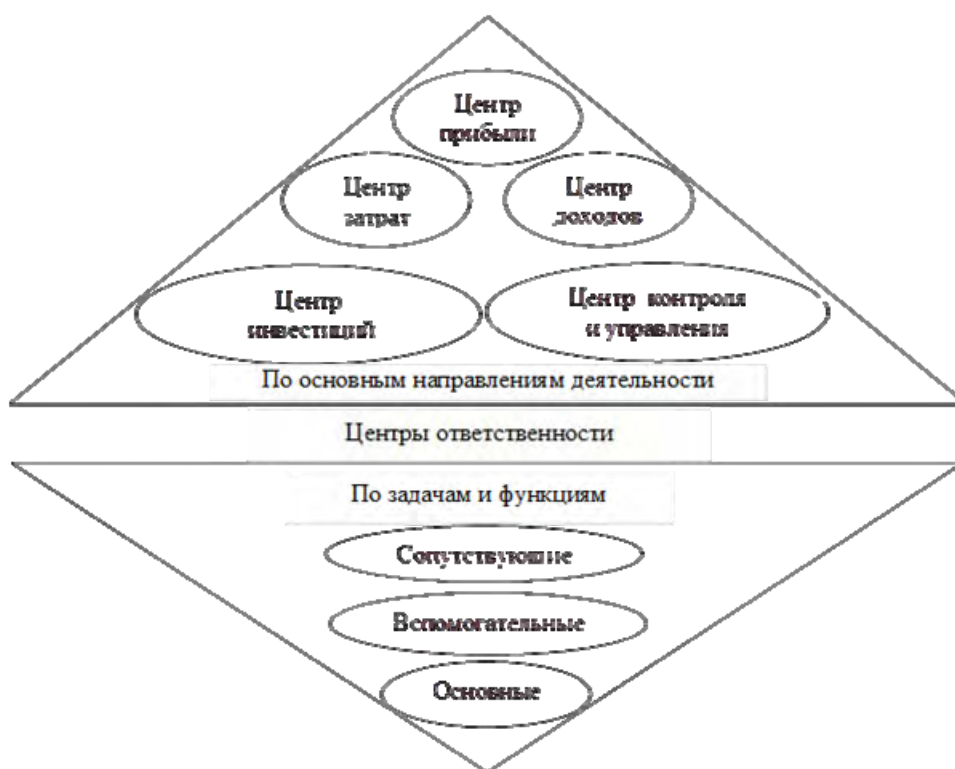 Центр
прибыли
Центр
затрат
Центр
доходов
Центр
инвестиций
Центр контроля
и управления
По основным направлениям деятельности
Центры ответственности
По задачам и функциям
Сопутствующие
Вспомогательные
Основные